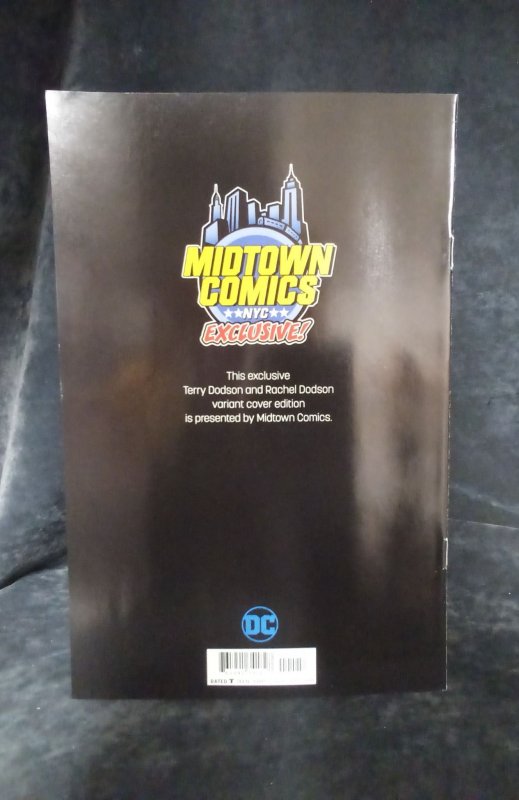 MIDTOWN
COMICS
NYC
EXCLUSIVE!
This exclusive
Terry Dodson and Rachel Dodson
variant cover edition
is presented by Midtown Comics.
DC
RATED T